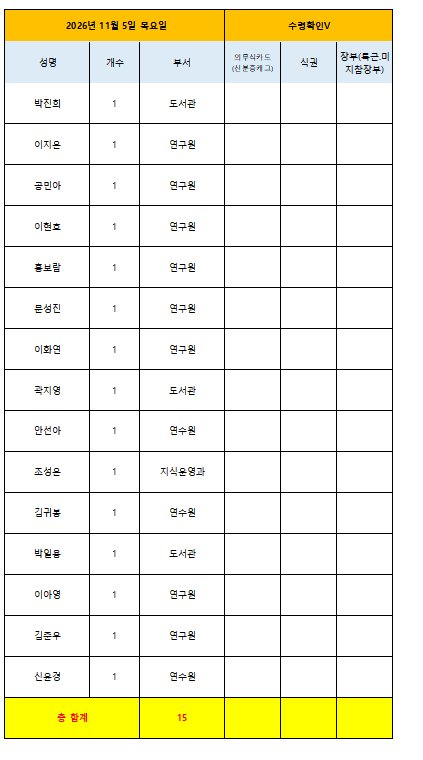 2026년 11월 5일 목요일 수령확인V
성명 개수 부서 의무식카드 식권 장부(특근.미
(신분증태그) 지참장부)
박진희 1 도서관
이지은 1 연구원
공민아 1 연구원
이현호 1 연구원
홍보람 1 연구원
문성진 1 연구원
이화연 1 연구원
곽지영 1 도서관
안선아 1 연수원
조성은 1 지식운영과
김귀봉 1 연수원
박일용 1 도서관
이아영 1 연구원
김준우 1 연구원
신윤경 1 연수원
총 합계 15